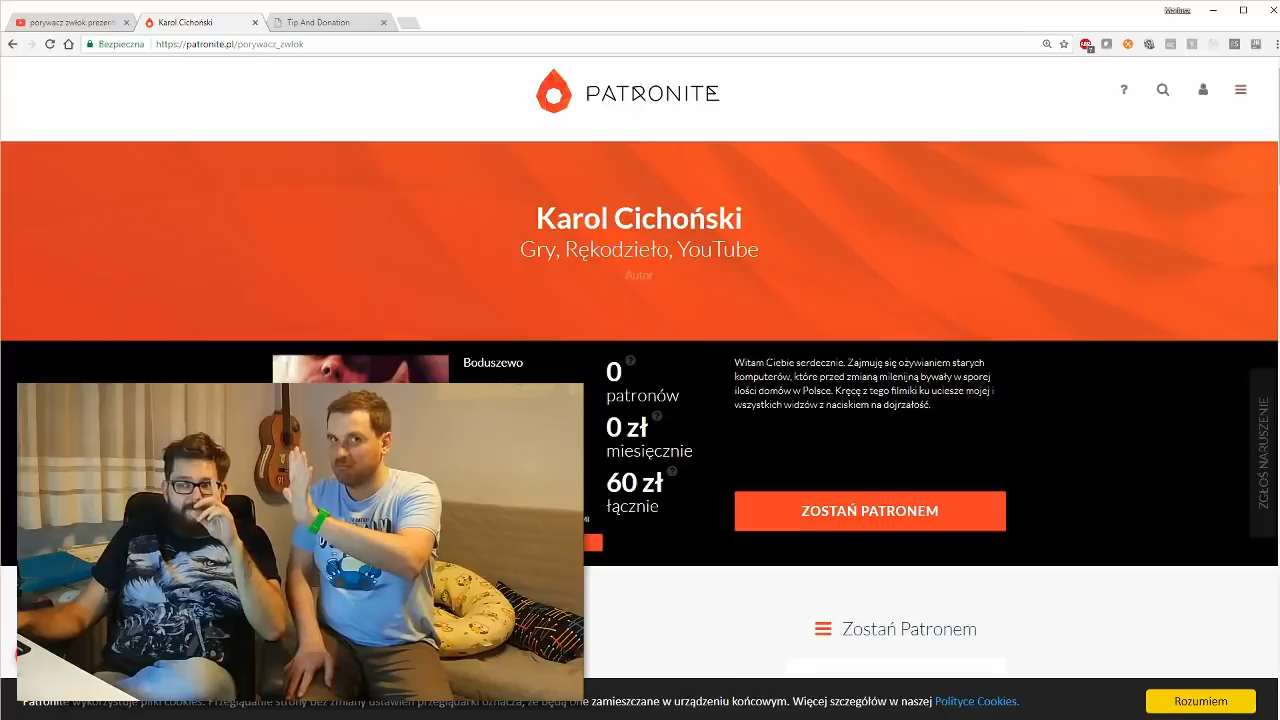 porywacz zwłok prezent
Karol Cichoński
Tip And Donation
Mariusz
Bezpieczna
https://patronite.pl/porywacz_zwlok
PATRONITE
?
Karol Cichoński
Gry, Rękodzieło, YouTube
Autor
Boduszewo
0
patronów
0 zł
miesięcznie
60 zł
łącznie
Witam Ciebie serdecznie. Zajmuję się ożywianiem starych
komputerów, które przed zmianą milenijną bywały w sporej
ilości domów w Polsce. Kręcę z tego filmiki ku uciesze mojej i
wszystkich widzów z naciskiem na dojrzałość.
ZOSTAŃ PATRONEM
ZGŁOŚ NARUSZENIE
Zostań Patronem
Patronite wykorzystuje pliki cookies. Przeglądanie strony bez zmiany ustawień przeglądarki oznacza, że będą one zamieszczane w urządzeniu końcowym. Więcej szczegółów w naszej Polityce Cookies.
Rozumiem